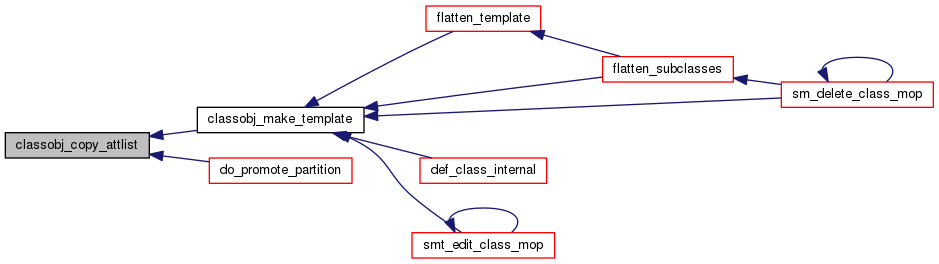 flatten_template
flatten_subclasses
sm_delete_class_mop
classobj_make_template
classobj_copy_attlist
do_promote_partition
def_class_internal
smt_edit_class_mop